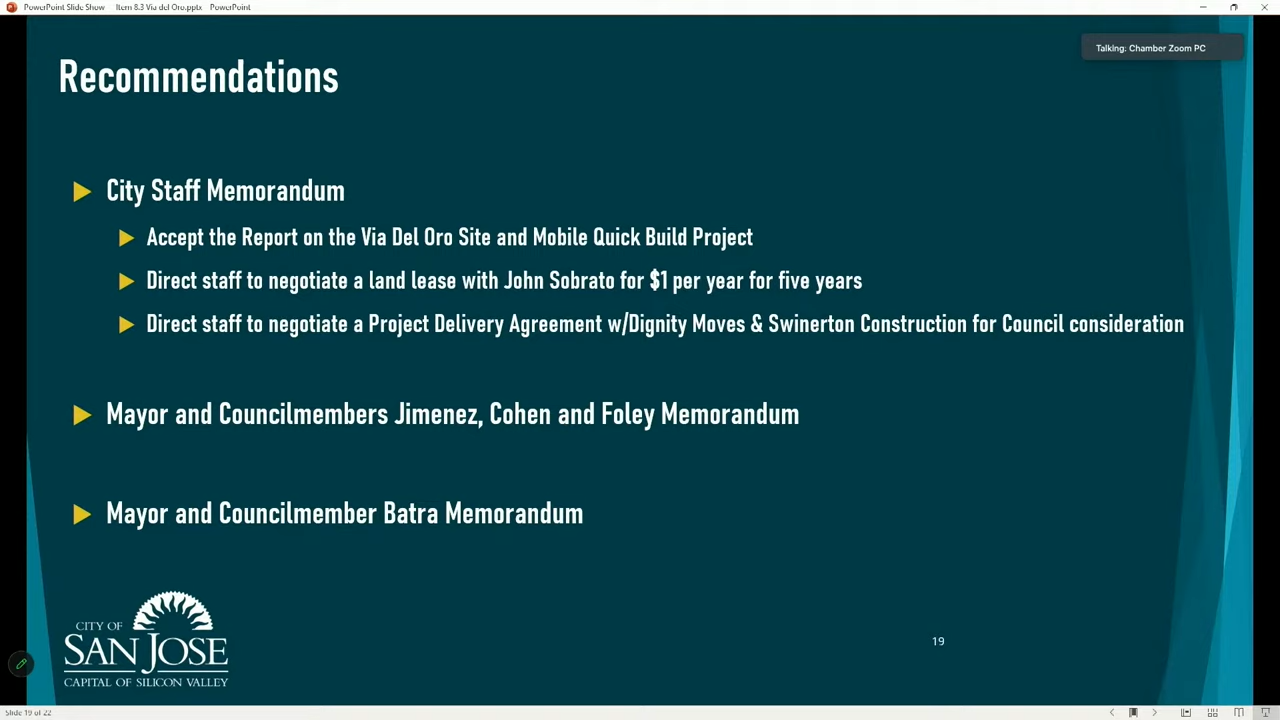 PowerPoint Slide Show - Item 8.3 Via del Oro.pptx - PowerPoint
Talking: Chamber Zoom PC
Recommendations
City Staff Memorandum
Accept the Report on the Via Del Oro Site and Mobile Quick Build Project
Direct staff to negotiate a land lease with John Sobrato for $1 per year for five years
Direct staff to negotiate a Project Delivery Agreement w/Dignity Moves & Swinerton Construction for Council consideration
Mayor and Councilmembers Jimenez, Cohen and Foley Memorandum
Mayor and Councilmember Batra Memorandum
CITY OF
SAN JOSE
CAPITAL OF SILICON VALLEY
19
Slide 19 of 22